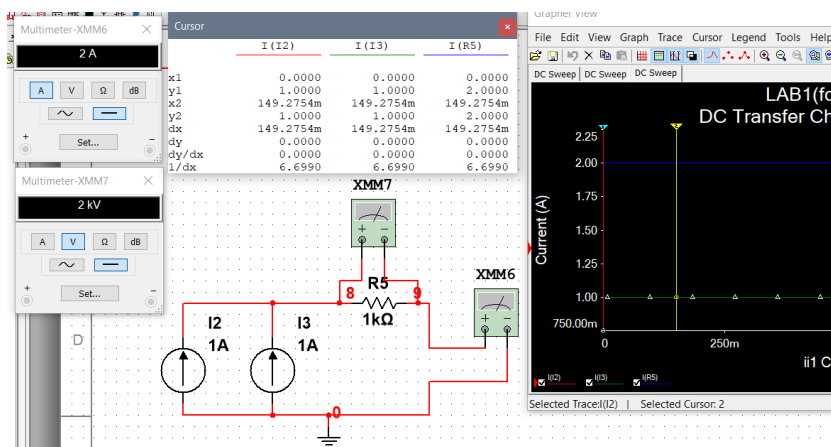 Multimeter-XMM6
2 A
A V Ω dB
+ Set... -
Multimeter-XMM7
2 kV
A V Ω dB
+ Set... -
Cursor
I(I2) I(I3) I(R5)
x1 0.0000 0.0000 0.0000
y1 1.0000 1.0000 2.0000
x2 149.2754m 149.2754m 149.2754m
y2 1.0000 1.0000 2.0000
dx 149.2754m 149.2754m 149.2754m
dy 0.0000 0.0000 0.0000
dy/dx 0.0000 0.0000 0.0000
1/dx 6.6990 6.6990 6.6990
XMM7
+ -
XMM6
+ -
8 R5 9
1kΩ
I2
1A
I3
1A
0
D
Grapher View
File Edit View Graph Trace Cursor Legend Tools Help
DC Sweep DC Sweep DC Sweep
LAB1(fo
DC Transfer Ch
Current (A)
2.25
2.00
1.75
1.50
1.25
1.00
750.00m
0 250m
ii1 C
I(I2) I(I3) I(R5)
Selected Trace:I(I2) | Selected Cursor: 2